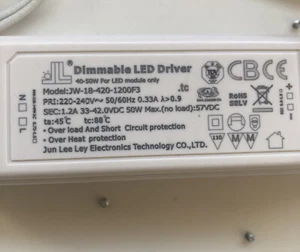 Dimmable LED Driver
40-50W For LED module only
Model:JW-18-420-1200F3
PRI:220-240V~ 50/60Hz 0.33A λ>0.9
SEC:1.2A 33-42.0VDC 50W Max.(no load):57VDC
ta:45℃ tc:88℃
• Over load And Short Circuit protection
• Over Heat protection
Jun Lee Ley Electronics Technology CO.,LTD.
N
L
.tc
CB CE
RoHS
SELV
110
M
M